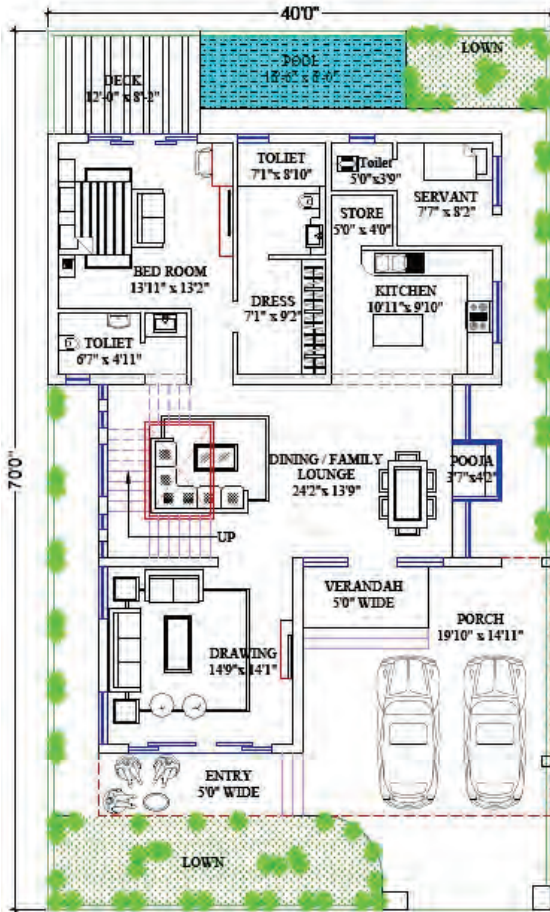 40'0"
LOWN
POOL
DECK
12'-0" x 8'-2"
TOLIET
7'1" x 8'10"
Toilet
5'0"x3'9"
SERVANT
7'7" x 8'2"
STORE
5'0" x 4'0"
BED ROOM
13'11" x 13'2"
KITCHEN
10'11" x 9'10"
DRESS
7'1" x 9'2"
TOLIET
6'7" x 4'11"
70'0"
DINING / FAMILY
LOUNGE
24'2"x 13'9"
POOJA
3'7"x4'2"
UP
VERANDAH
5'0" WIDE
PORCH
19'10" x 14'11"
DRAWING
14'9"x 14'1"
ENTRY
5'0" WIDE
LOWN